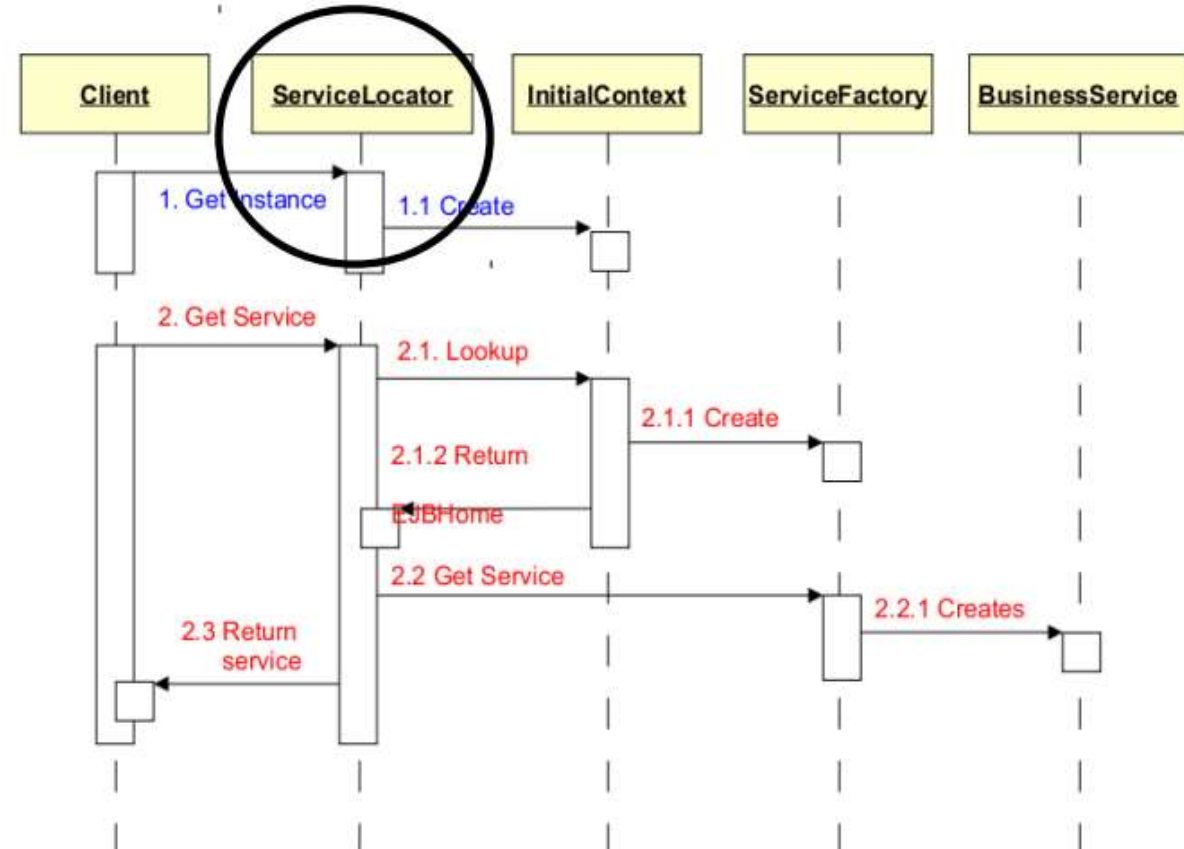 Client
ServiceLocator
InitialContext
ServiceFactory
BusinessService
1. Get Instance
1.1 Create
2. Get Service
2.1. Lookup
2.1.1 Create
2.1.2 Return
EJBHome
2.2 Get Service
2.2.1 Creates
2.3 Return
service